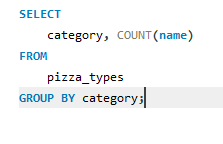 SELECT
category, COUNT(name)
FROM
pizza_types
GROUP BY category;